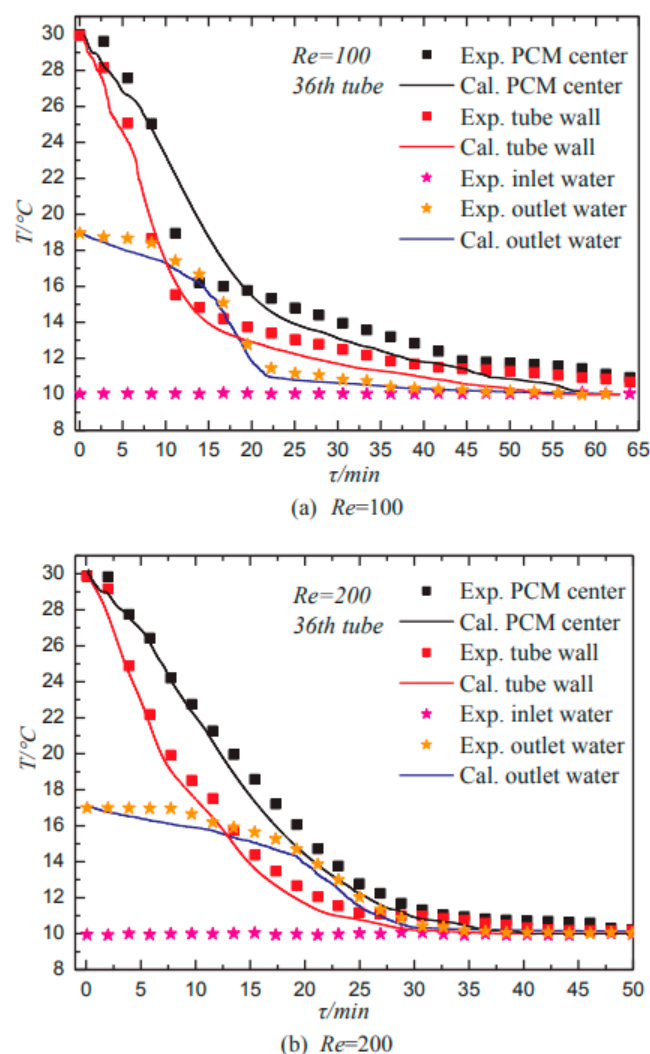 30
28
26
24
22
20
18
16
14
12
10
8
T/°C
Re=100
36th tube
Exp. PCM center
Cal. PCM center
Exp. tube wall
Cal. tube wall
Exp. inlet water
Exp. outlet water
Cal. outlet water
0 5 10 15 20 25 30 35 40 45 50 55 60 65
τ/min
(a) Re=100
30
28
26
24
22
20
18
16
14
12
10
8
T/°C
Re=200
36th tube
Exp. PCM center
Cal. PCM center
Exp. tube wall
Cal. tube wall
Exp. inlet water
Exp. outlet water
Cal. outlet water
0 5 10 15 20 25 30 35 40 45 50
τ/min
(b) Re=200